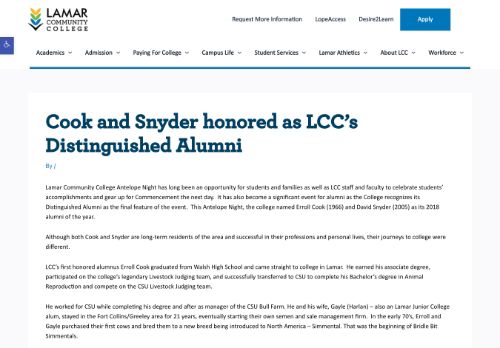 LAMAR
COMMUNITY
COLLEGE
Request More Information LopeAccess Desire2Learn Apply
Academics Admission Paying For College Campus Life Student Services Lamar Athletics About LCC Workforce
Cook and Snyder honored as LCC's
Distinguished Alumni
By /
Lamar Community College Antelope Night has long been an opportunity for students and families as well as LCC staff and faculty to celebrate students'
accomplishments and gear up for Commencement the next day. It has also become a significant event for alumni as the College recognizes its
Distinguished Alumni as the final feature of the event. This Antelope Night, the college named Erroll Cook (1966) and David Snyder (2005) as its 2018
alumni of the year.
Although both Cook and Snyder are long-term residents of the area and successful in their professions and personal lives, their journeys to college were
different.
LCC's first honored alumnus Erroll Cook graduated from Walsh High School and came straight to college in Lamar. He earned his associate degree,
participated on the college's legendary Livestock Judging team, and successfully transferred to CSU to complete his Bachelor's degree in Animal
Reproduction and compete on the CSU Livestock Judging team.
He worked for CSU while completing his degree and after as manager of the CSU Bull Farm. He and his wife, Gayle (Harlan) – also an Lamar Junior College
alum, stayed in the Fort Collins/Greeley area for 21 years, eventually starting their own semen and sale management firm. In the early 70's, Erroll and
Gayle purchased their first cows and bred them to a new breed being introduced to North America – Simmental. That was the beginning of Bridle Bit
Simmentals.